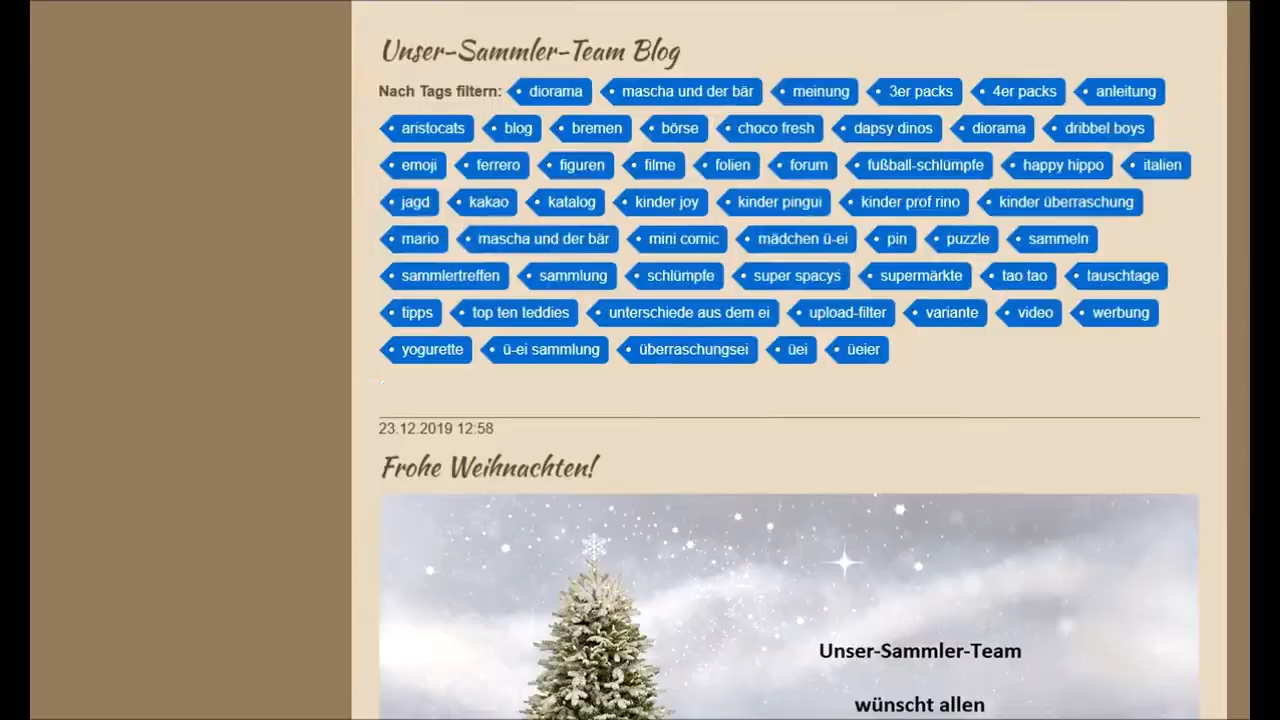 Unser-Sammler-Team Blog
Nach Tags filtern: diorama mascha und der bär meinung 3er packs 4er packs anleitung
aristocats blog bremen börse choco fresh dapsy dinos diorama dribbel boys
emoji ferrero figuren filme folien forum fußball-schlümpfe happy hippo italien
jagd kakao katalog kinder joy kinder pingui kinder prof rino kinder überraschung
mario mascha und der bär mini comic mädchen ü-ei pin puzzle sammeln
sammlertreffen sammlung schlümpfe super spacys supermärkte tao tao tauschtage
tipps top ten teddies unterschiede aus dem ei upload-filter variante video werbung
yogurette ü-ei sammlung überraschungsei üei üeier
23.12.2019 12:58
Frohe Weihnachten!
Unser-Sammler-Team
wünscht allen